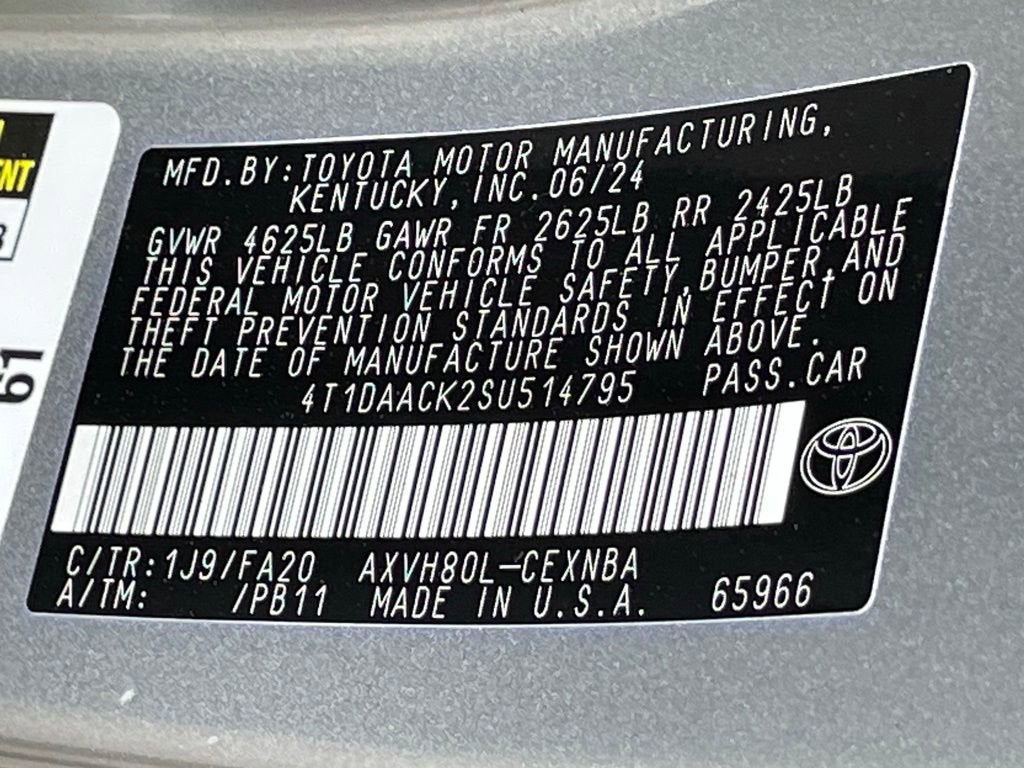 MFD.BY:TOYOTA MOTOR MANUFACTURING,
KENTUCKY,INC.06/24
GVWR 4625LB GAWR FR 2625LB RR 2425LB
THIS VEHICLE CONFORMS TO ALL APPLICABLE
FEDERAL MOTOR VEHICLE SAFETY,BUMPER,AND
THEFT PREVENTION STANDARDS IN EFFECT ON
THE DATE OF MANUFACTURE SHOWN ABOVE.
4T1DAACK2SU514795 PASS.CAR
C/TR:1J9/FA20 AXVH80L-CEXNBA
A/TM: /PB11 MADE IN U.S.A. 65966